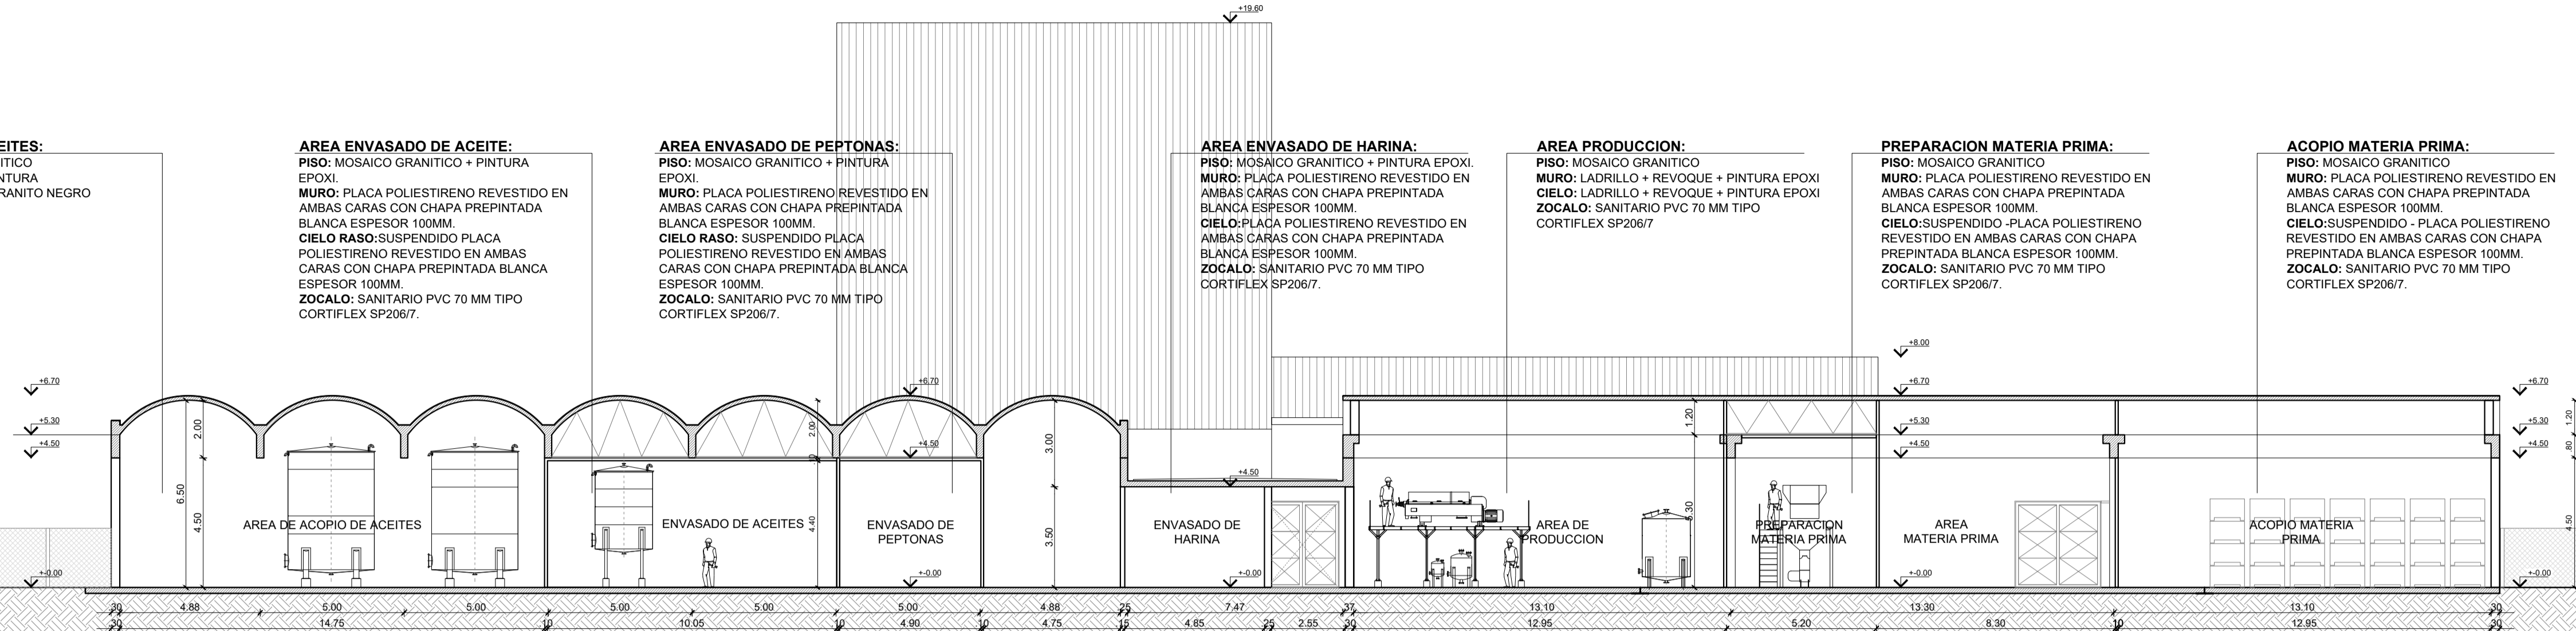 +19.60
EITES:
ITICO
NTURA
RANITO NEGRO
AREA ENVASADO DE ACEITE:
PISO: MOSAICO GRANITICO + PINTURA
EPOXI.
MURO: PLACA POLIESTIRENO REVESTIDO EN
AMBAS CARAS CON CHAPA PREPINTADA
BLANCA ESPESOR 100MM.
CIELO RASO:SUSPENDIDO PLACA
POLIESTIRENO REVESTIDO EN AMBAS
CARAS CON CHAPA PREPINTADA BLANCA
ESPESOR 100MM.
ZOCALO: SANITARIO PVC 70 MM TIPO
CORTIFLEX SP206/7.
AREA ENVASADO DE PEPTONAS:
PISO: MOSAICO GRANITICO + PINTURA
EPOXI.
MURO: PLACA POLIESTIRENO REVESTIDO EN
AMBAS CARAS CON CHAPA PREPINTADA
BLANCA ESPESOR 100MM.
CIELO RASO: SUSPENDIDO PLACA
POLIESTIRENO REVESTIDO EN AMBAS
CARAS CON CHAPA PREPINTADA BLANCA
ESPESOR 100MM.
ZOCALO: SANITARIO PVC 70 MM TIPO
CORTIFLEX SP206/7.
AREA ENVASADO DE HARINA:
PISO: MOSAICO GRANITICO + PINTURA EPOXI.
MURO: PLACA POLIESTIRENO REVESTIDO EN
AMBAS CARAS CON CHAPA PREPINTADA
BLANCA ESPESOR 100MM.
CIELO:PLACA POLIESTIRENO REVESTIDO EN
AMBAS CARAS CON CHAPA PREPINTADA
BLANCA ESPESOR 100MM.
ZOCALO: SANITARIO PVC 70 MM TIPO
CORTIFLEX SP206/7.
AREA PRODUCCION:
PISO: MOSAICO GRANITICO
MURO: LADRILLO + REVOQUE + PINTURA EPOXI
CIELO: LADRILLO + REVOQUE + PINTURA EPOXI
ZOCALO: SANITARIO PVC 70 MM TIPO
CORTIFLEX SP206/7
PREPARACION MATERIA PRIMA:
PISO: MOSAICO GRANITICO
MURO: PLACA POLIESTIRENO REVESTIDO EN
AMBAS CARAS CON CHAPA PREPINTADA
BLANCA ESPESOR 100MM.
CIELO:SUSPENDIDO -PLACA POLIESTIRENO
REVESTIDO EN AMBAS CARAS CON CHAPA
PREPINTADA BLANCA ESPESOR 100MM.
ZOCALO: SANITARIO PVC 70 MM TIPO
CORTIFLEX SP206/7.
ACOPIO MATERIA PRIMA:
PISO: MOSAICO GRANITICO
MURO: PLACA POLIESTIRENO REVESTIDO EN
AMBAS CARAS CON CHAPA PREPINTADA
BLANCA ESPESOR 100MM.
CIELO:SUSPENDIDO - PLACA POLIESTIRENO
REVESTIDO EN AMBAS CARAS CON CHAPA
PREPINTADA BLANCA ESPESOR 100MM.
ZOCALO: SANITARIO PVC 70 MM TIPO
CORTIFLEX SP206/7.
+8.00
+6.70
+6.70
+6.70
+6.70
+5.30
+5.30
+5.30
+4.50
+4.50
+4.50
+4.50
+4.50
2.00
2.00
3.00
1.20
1.20
.80
6.50
4.50
.10
4.40
3.50
5.30
4.50
AREA DE ACOPIO DE ACEITES
ENVASADO DE ACEITES
ENVASADO DE
PEPTONAS
ENVASADO DE
HARINA
AREA DE
PRODUCCION
PREPARACION
MATERIA PRIMA
AREA
MATERIA PRIMA
ACOPIO MATERIA
PRIMA
+-0.00
+-0.00
+-0.00
+-0.00
+-0.00
30 4.88 5.00 5.00 5.00 5.00 5.00 4.88 25 7.47 37 13.10 13.30 13.10 30
30 14.75 10 10.05 10 4.90 10 4.75 15 4.85 25 2.55 30 12.95 5.20 8.30 10 12.95 30